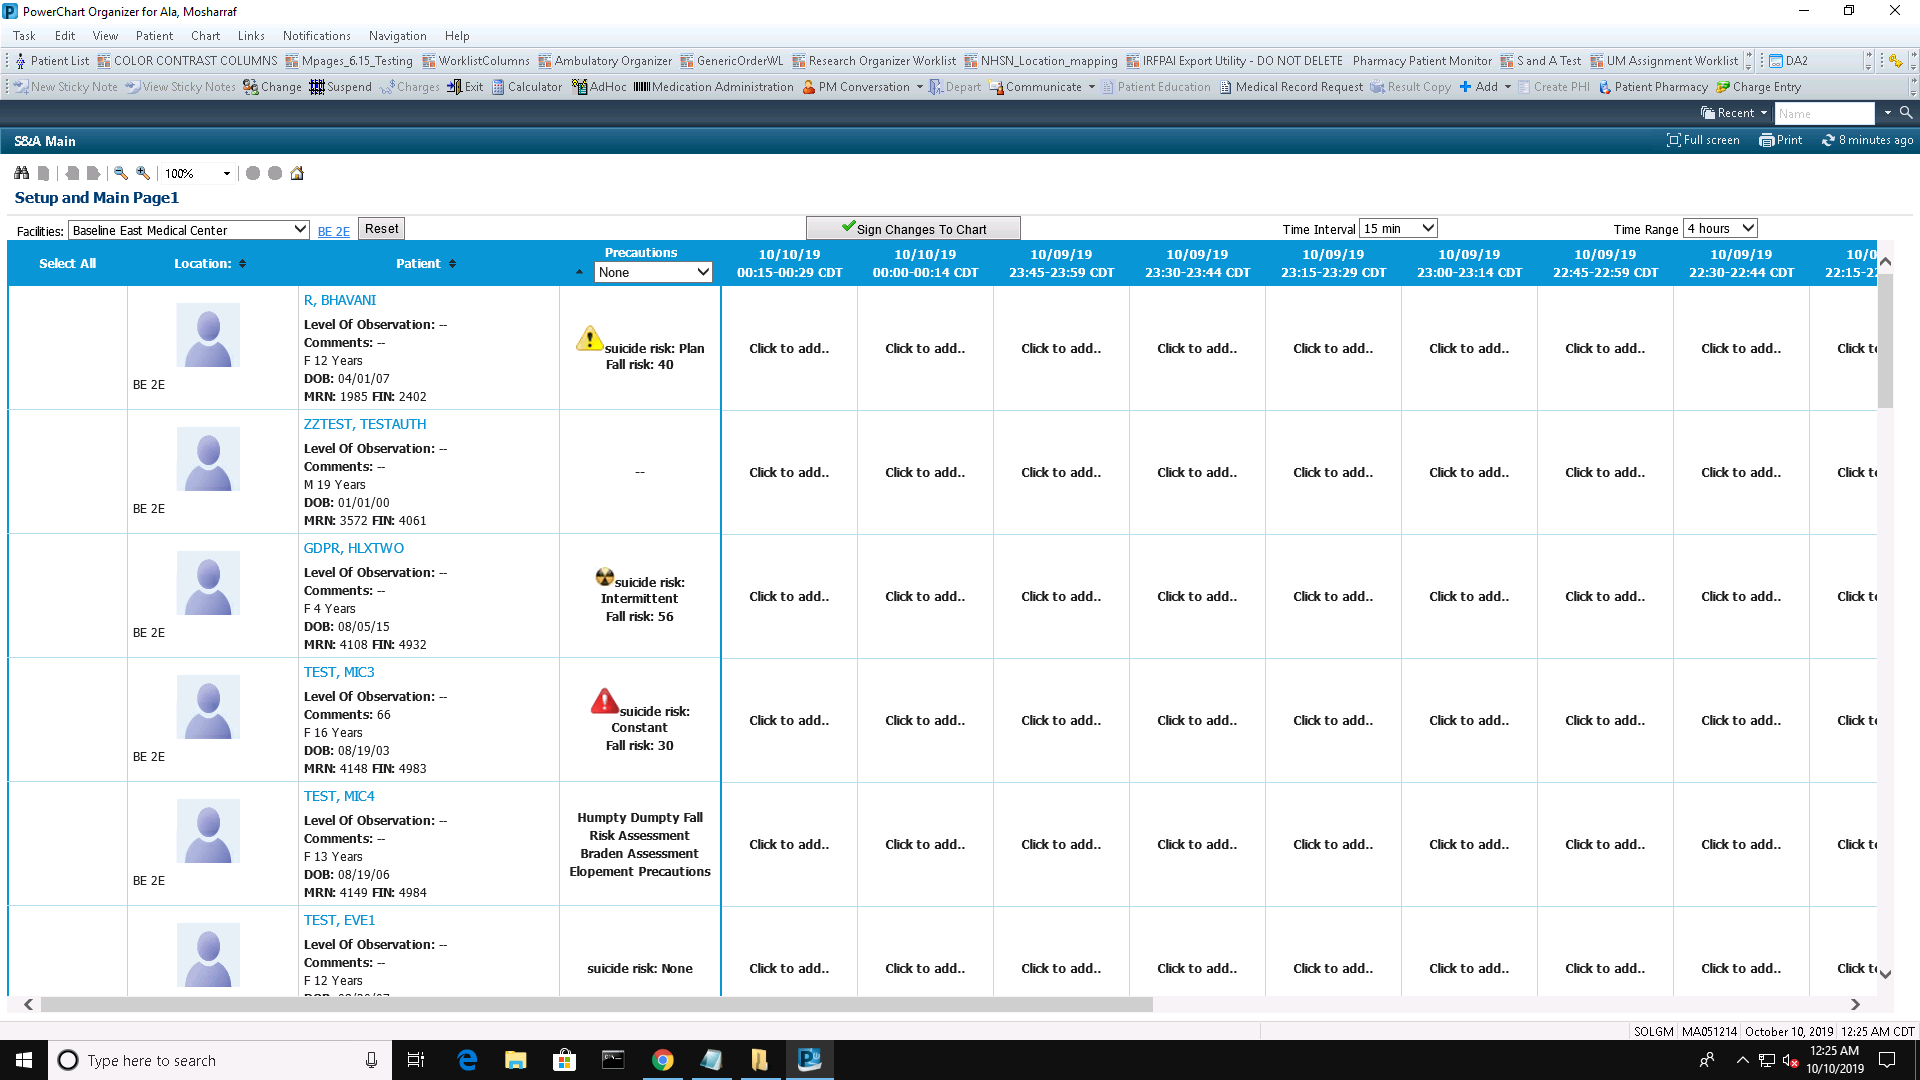 PowerChart Organizer for Ala, Mosharraf
Task Edit View Patient Chart Links Notifications Navigation Help
Patient List COLOR CONTRAST COLUMNS Mpages_6.15_Testing WorklistColumns Ambulatory Organizer GenericOrderWL Research Organizer Worklist NHSN_Location_mapping IRFPAI Export Utility - DO NOT DELETE Pharmacy Patient Monitor S and A Test UM Assignment Worklist DA2
New Sticky Note View Sticky Notes Change Suspend Charges Exit Calculator AdHoc Medication Administration PM Conversation Depart Communicate Patient Education Medical Record Request Result Copy Add Create PHI Patient Pharmacy Charge Entry
Recent Name
S&A Main Full screen Print 8 minutes ago
100%
Setup and Main Page1
Facilities: Baseline East Medical Center BE 2E Reset Sign Changes To Chart Time Interval 15 min Time Range 4 hours
Select All Location: Patient Precautions None
10/10/19 10/10/19 10/09/19 10/09/19 10/09/19 10/09/19 10/09/19 10/09/19 10/0
00:15-00:29 CDT 00:00-00:14 CDT 23:45-23:59 CDT 23:30-23:44 CDT 23:15-23:29 CDT 23:00-23:14 CDT 22:45-22:59 CDT 22:30-22:44 CDT 22:15-2
R, BHAVANI
Level Of Observation: --
Comments: --
F 12 Years
DOB: 04/01/07
MRN: 1985 FIN: 2402
BE 2E
suicide risk: Plan
Fall risk: 40
Click to add.. Click to add.. Click to add.. Click to add.. Click to add.. Click to add.. Click to add.. Click to add.. Click t
ZZTEST, TESTAUTH
Level Of Observation: --
Comments: --
M 19 Years
DOB: 01/01/00
MRN: 3572 FIN: 4061
BE 2E
--
Click to add.. Click to add.. Click to add.. Click to add.. Click to add.. Click to add.. Click to add.. Click to add.. Click t
GDPR, HLXTWO
Level Of Observation: --
Comments: --
F 4 Years
DOB: 08/05/15
MRN: 4108 FIN: 4932
BE 2E
suicide risk:
Intermittent
Fall risk: 56
Click to add.. Click to add.. Click to add.. Click to add.. Click to add.. Click to add.. Click to add.. Click to add.. Click t
TEST, MIC3
Level Of Observation: --
Comments: 66
F 16 Years
DOB: 08/19/03
MRN: 4148 FIN: 4983
BE 2E
suicide risk:
Constant
Fall risk: 30
Click to add.. Click to add.. Click to add.. Click to add.. Click to add.. Click to add.. Click to add.. Click to add.. Click t
TEST, MIC4
Level Of Observation: --
Comments: --
F 13 Years
DOB: 08/19/06
MRN: 4149 FIN: 4984
BE 2E
Humpty Dumpty Fall
Risk Assessment
Braden Assessment
Elopement Precautions
Click to add.. Click to add.. Click to add.. Click to add.. Click to add.. Click to add.. Click to add.. Click to add.. Click t
TEST, EVE1
Level Of Observation: --
Comments: --
F 12 Years
suicide risk: None
Click to add.. Click to add.. Click to add.. Click to add.. Click to add.. Click to add.. Click to add.. Click to add.. Click t
SOLGM MA051214 October 10, 2019 12:25 AM CDT
Type here to search
12:25 AM
10/10/2019